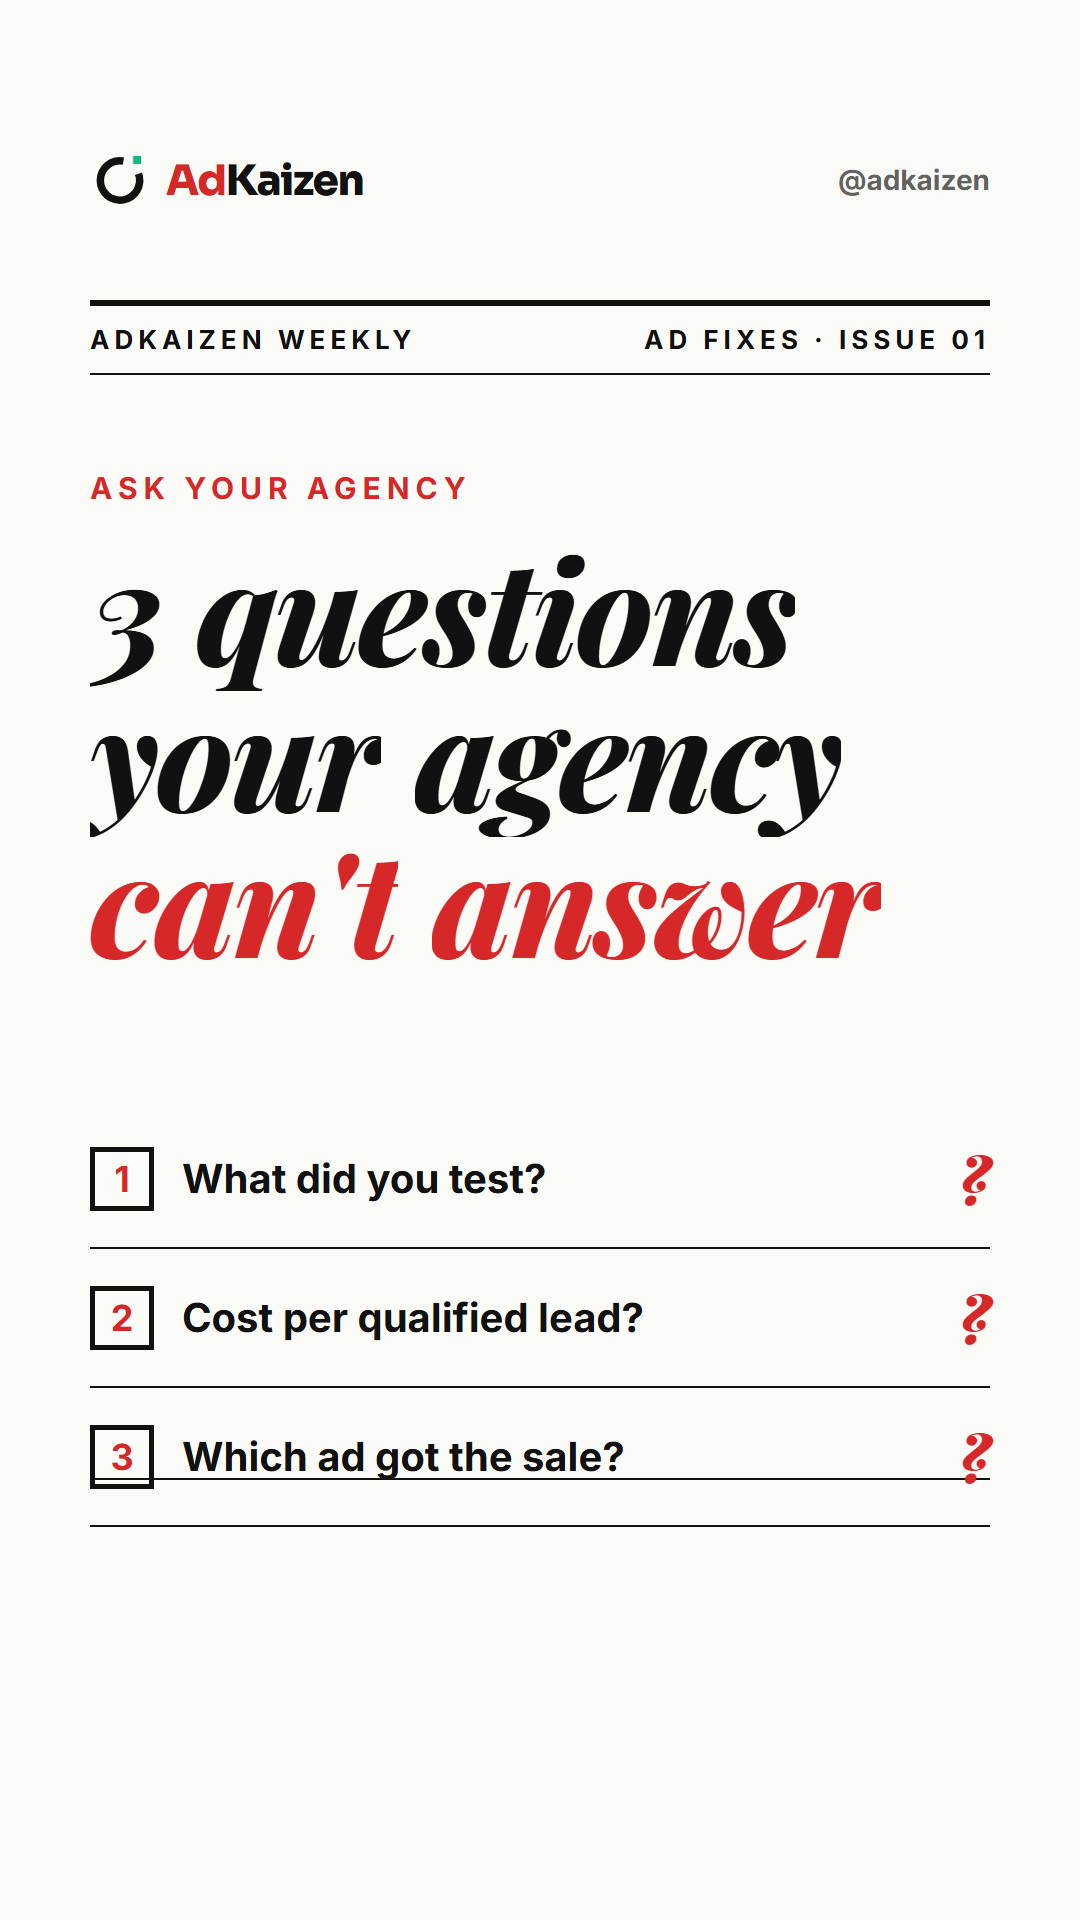 AdKaizen
@adkaizen
ADKAIZEN WEEKLY
AD FIXES · ISSUE 01
ASK YOUR AGENCY
3 questions
your agency
can't answer
1 What did you test? ?
2 Cost per qualified lead? ?
3 Which ad got the sale? ?